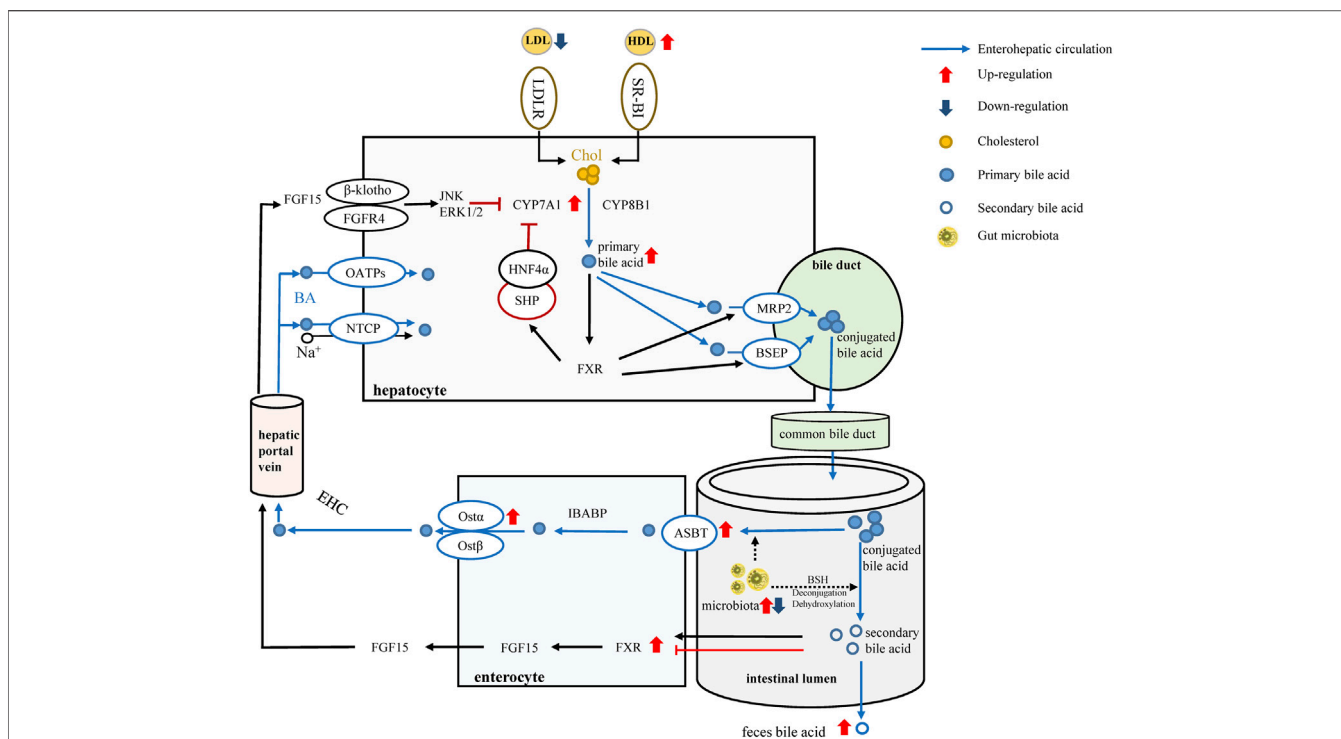 LDL
HDL
LDLR
SR-BI
Enterohepatic circulation
Up-regulation
Down-regulation
Cholesterol
Primary bile acid
Secondary bile acid
Gut microbiota
Chol
FGF15
β-klotho
FGFR4
JNK
ERK1/2
CYP7A1
CYP8B1
primary
bile acid
HNF4α
SHP
FXR
OATPs
BA
NTCP
Na⁺
hepatocyte
bile duct
MRP2
BSEP
conjugated
bile acid
common bile duct
hepatic
portal
vein
EHC
Ostα
Ostβ
IBABP
ASBT
conjugated
bile acid
BSH
Deconjugation
Dehydroxylation
microbiota
secondary
bile acid
FGF15
FGF15
FXR
enterocyte
intestinal lumen
feces bile acid